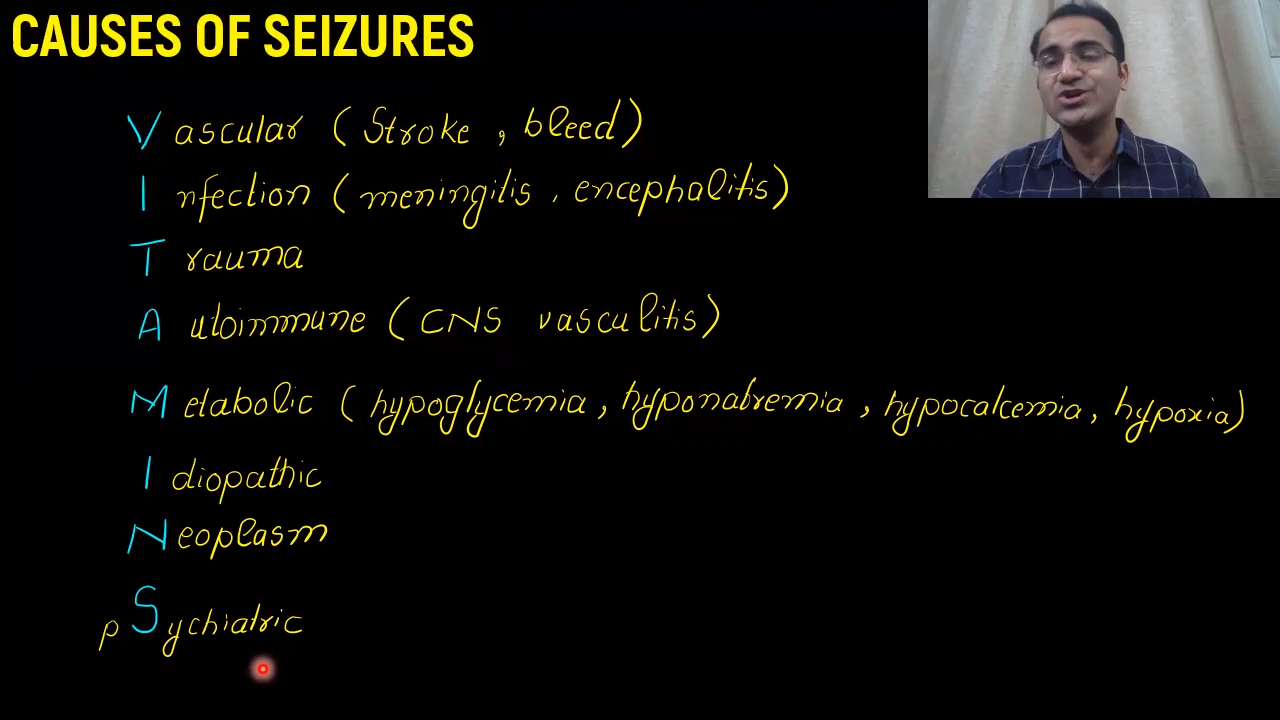 CAUSES OF SEIZURES
Vascular (Stroke, bleed)
Infection (meningitis, encephalitis)
Trauma
Autoimmune (CNS vasculitis)
Metabolic (hypoglycemia, hyponatremia, hypocalcemia, hypoxia)
Idiopathic
Neoplasm
pSychiatric